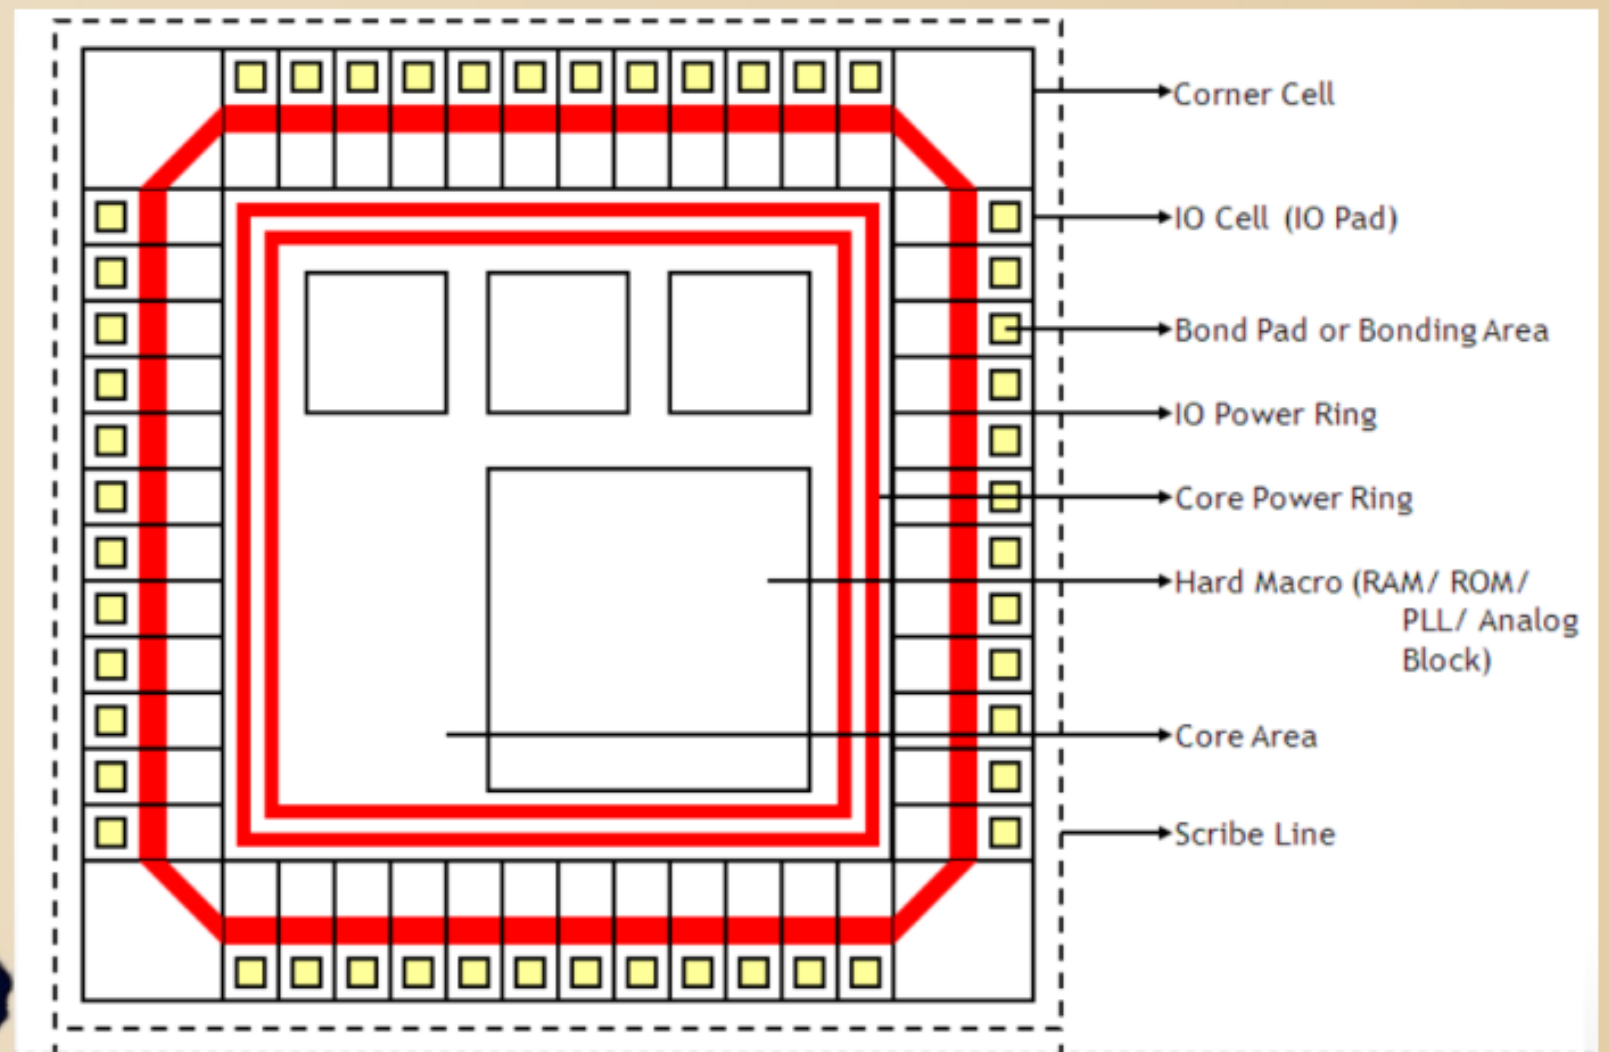 Corner Cell
IO Cell (IO Pad)
Bond Pad or Bonding Area
IO Power Ring
Core Power Ring
Hard Macro (RAM/ ROM/
PLL/ Analog
Block)
Core Area
Scribe Line